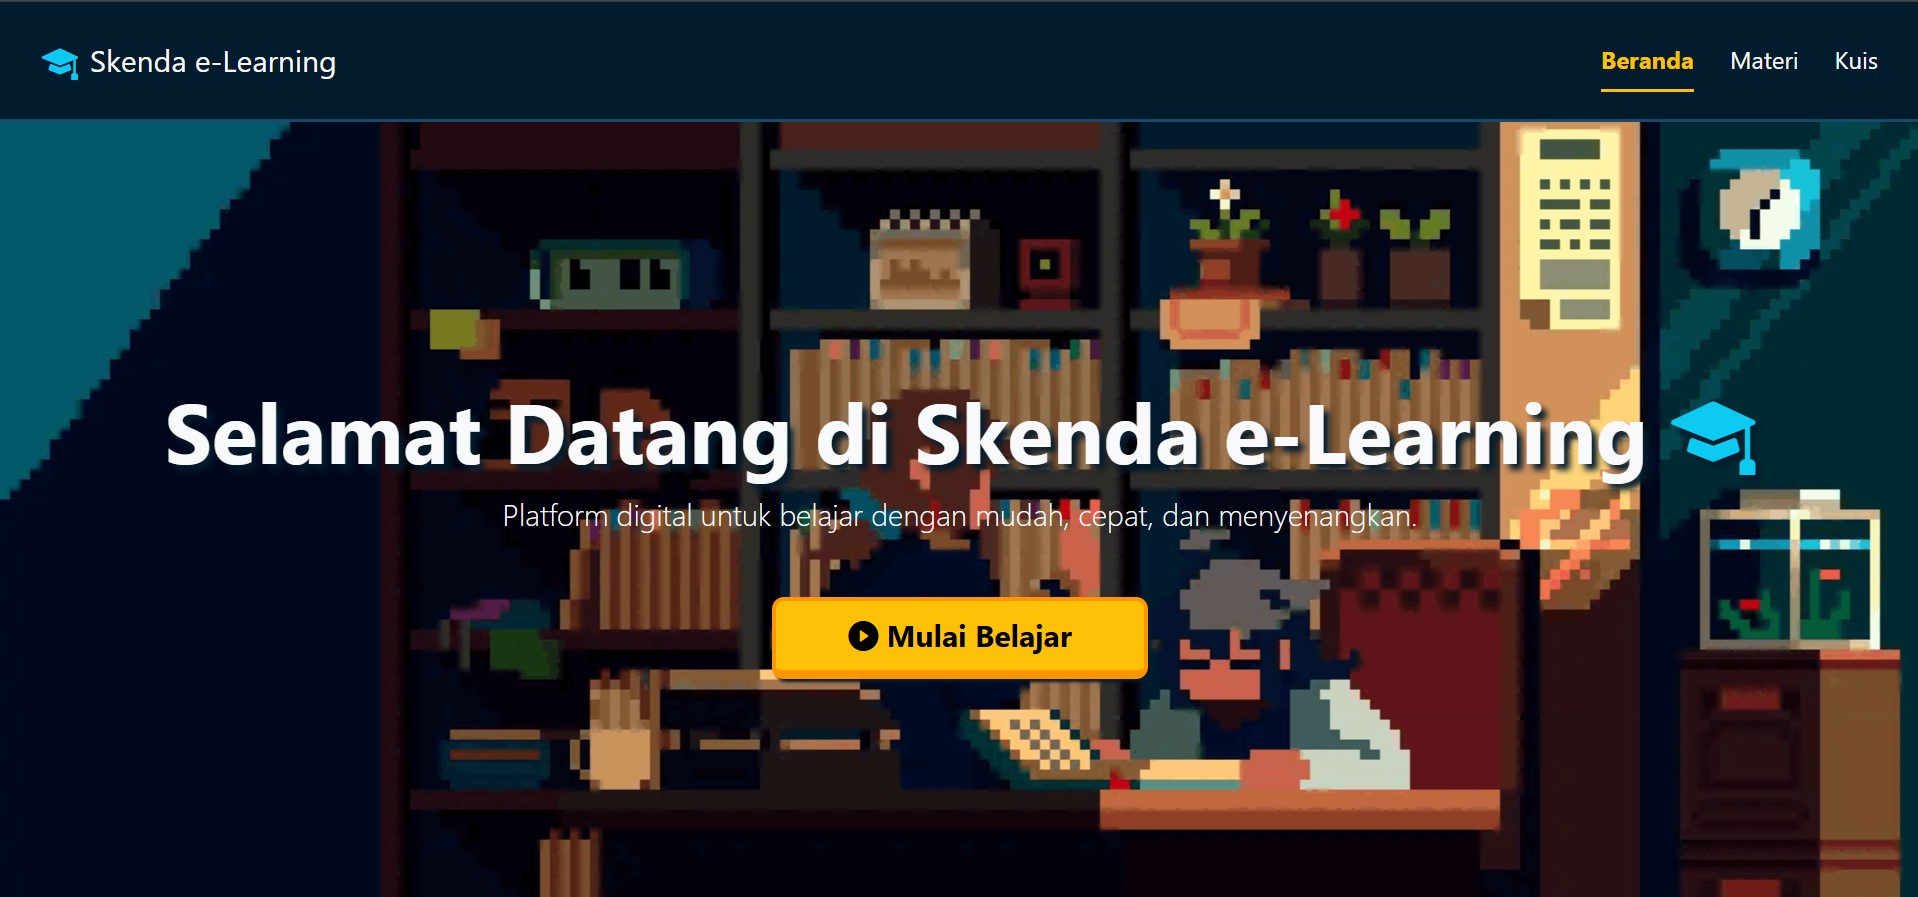 Skenda e-Learning
Beranda Materi Kuis
Selamat Datang di Skenda e-Learning
Platform digital untuk belajar dengan mudah, cepat, dan menyenangkan.
Mulai Belajar